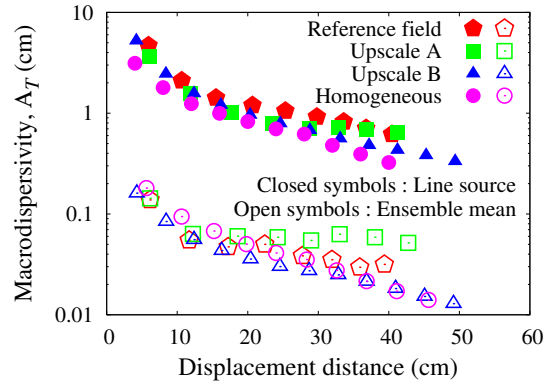 10
1
0.1
0.01
Macrodispersivity, A_T (cm)
Reference field
Upscale A
Upscale B
Homogeneous
Closed symbols : Line source
Open symbols : Ensemble mean
0 10 20 30 40 50 60
Displacement distance (cm)